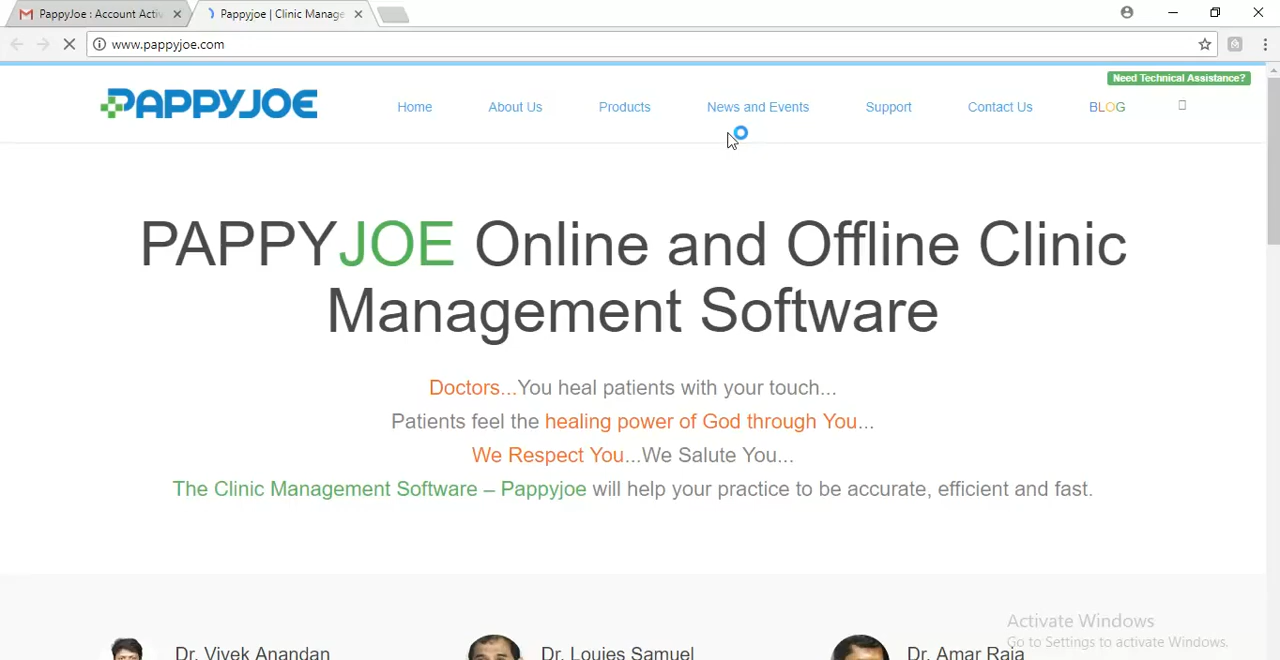 PappyJoe : Account Activ
Pappyjoe | Clinic Manage
www.pappyjoe.com
Need Technical Assistance?
PAPPYJOE
Home
About Us
Products
News and Events
Support
Contact Us
BLOG
PAPPYJOE Online and Offline Clinic
Management Software
Doctors...You heal patients with your touch...
Patients feel the healing power of God through You...
We Respect You...We Salute You...
The Clinic Management Software – Pappyjoe will help your practice to be accurate, efficient and fast.
Activate Windows
Go to Settings to activate Windows.
Dr. Vivek Anandan
Dr. Louies Samuel
Dr. Amar Raja